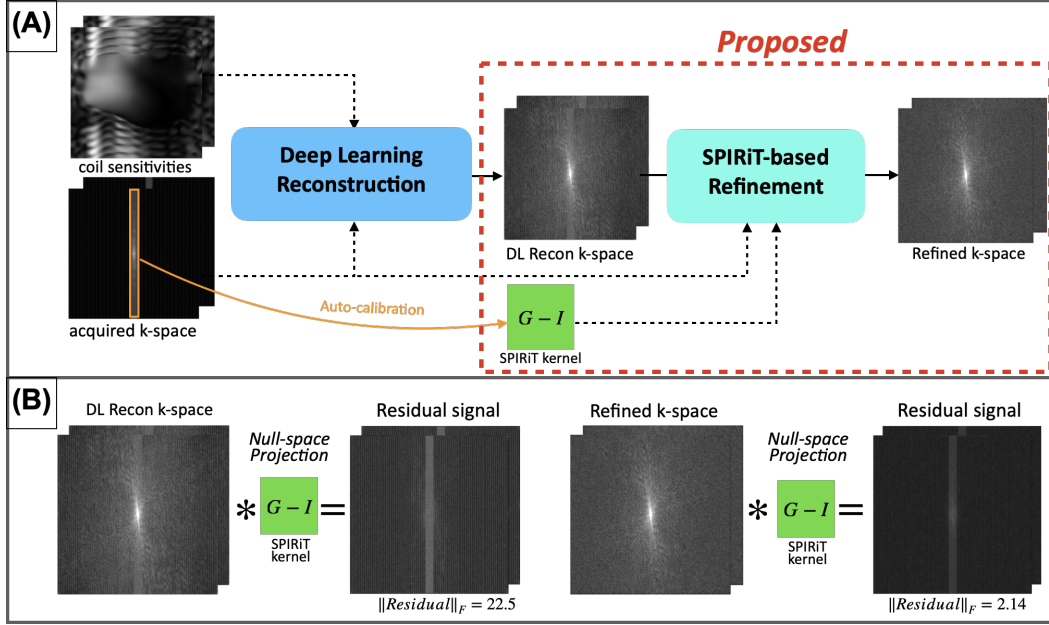 (A)
Proposed
coil sensitivities
Deep Learning
Reconstruction
SPIRiT-based
Refinement
DL Recon k-space
Refined k-space
Auto-calibration
G − I
SPIRiT kernel
acquired k-space
(B)
DL Recon k-space
Null-space
Projection
∗
G − I
=
SPIRiT
kernel
Residual signal
‖Residual‖F = 22.5
Refined k-space
Null-space
Projection
∗
G − I
=
SPIRiT
kernel
Residual signal
‖Residual‖F = 2.14